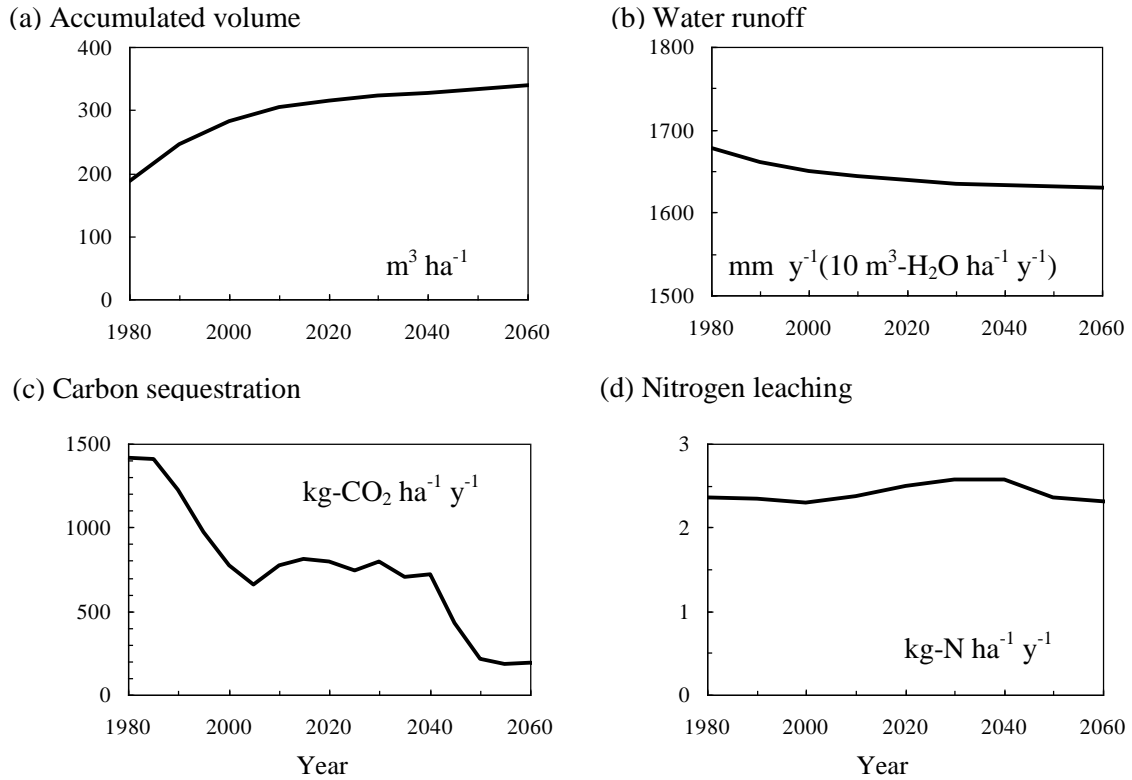 (a) Accumulated volume
400
300
200
100
0
m³ ha⁻¹
1980 2000 2020 2040 2060
(b) Water runoff
1800
1700
1600
1500
mm y⁻¹(10 m³-H₂O ha⁻¹ y⁻¹)
1980 2000 2020 2040 2060
(c) Carbon sequestration
1500
1000
500
0
kg-CO₂ ha⁻¹ y⁻¹
1980 2000 2020 2040 2060
Year
(d) Nitrogen leaching
3
2
1
0
kg-N ha⁻¹ y⁻¹
1980 2000 2020 2040 2060
Year